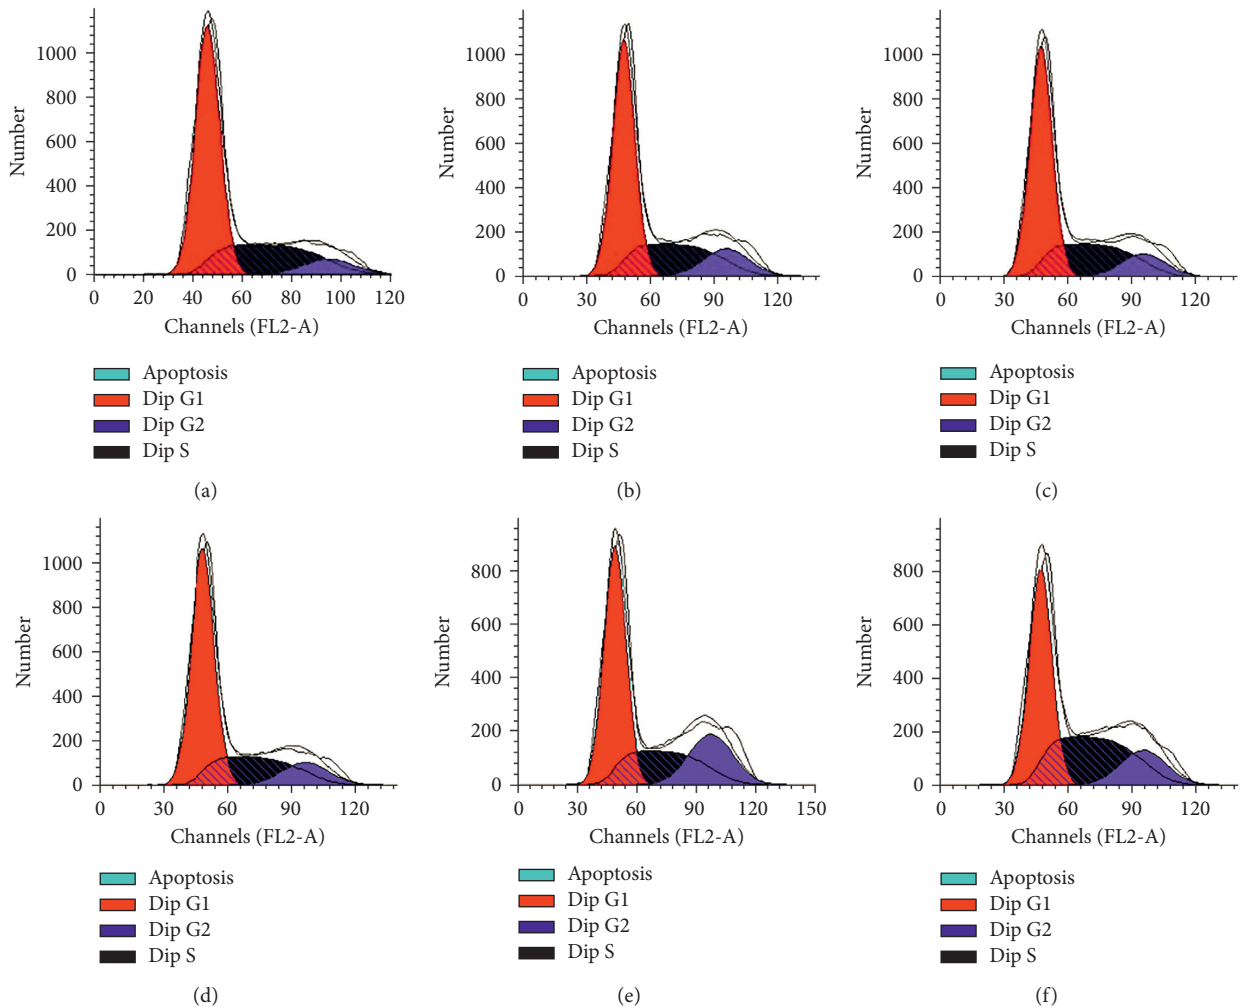 1000
800
600
400
200
0
Number
0 20 40 60 80 100 120
Channels (FL2-A)
Apoptosis
Dip G1
Dip G2
Dip S
(a)
1000
800
600
400
200
0
Number
0 30 60 90 120
Channels (FL2-A)
Apoptosis
Dip G1
Dip G2
Dip S
(b)
1000
800
600
400
200
0
Number
0 30 60 90 120
Channels (FL2-A)
Apoptosis
Dip G1
Dip G2
Dip S
(c)
1000
800
600
400
200
0
Number
0 30 60 90 120
Channels (FL2-A)
Apoptosis
Dip G1
Dip G2
Dip S
(d)
800
600
400
200
0
Number
0 30 60 90 120 150
Channels (FL2-A)
Apoptosis
Dip G1
Dip G2
Dip S
(e)
800
600
400
200
0
Number
0 30 60 90 120
Channels (FL2-A)
Apoptosis
Dip G1
Dip G2
Dip S
(f)